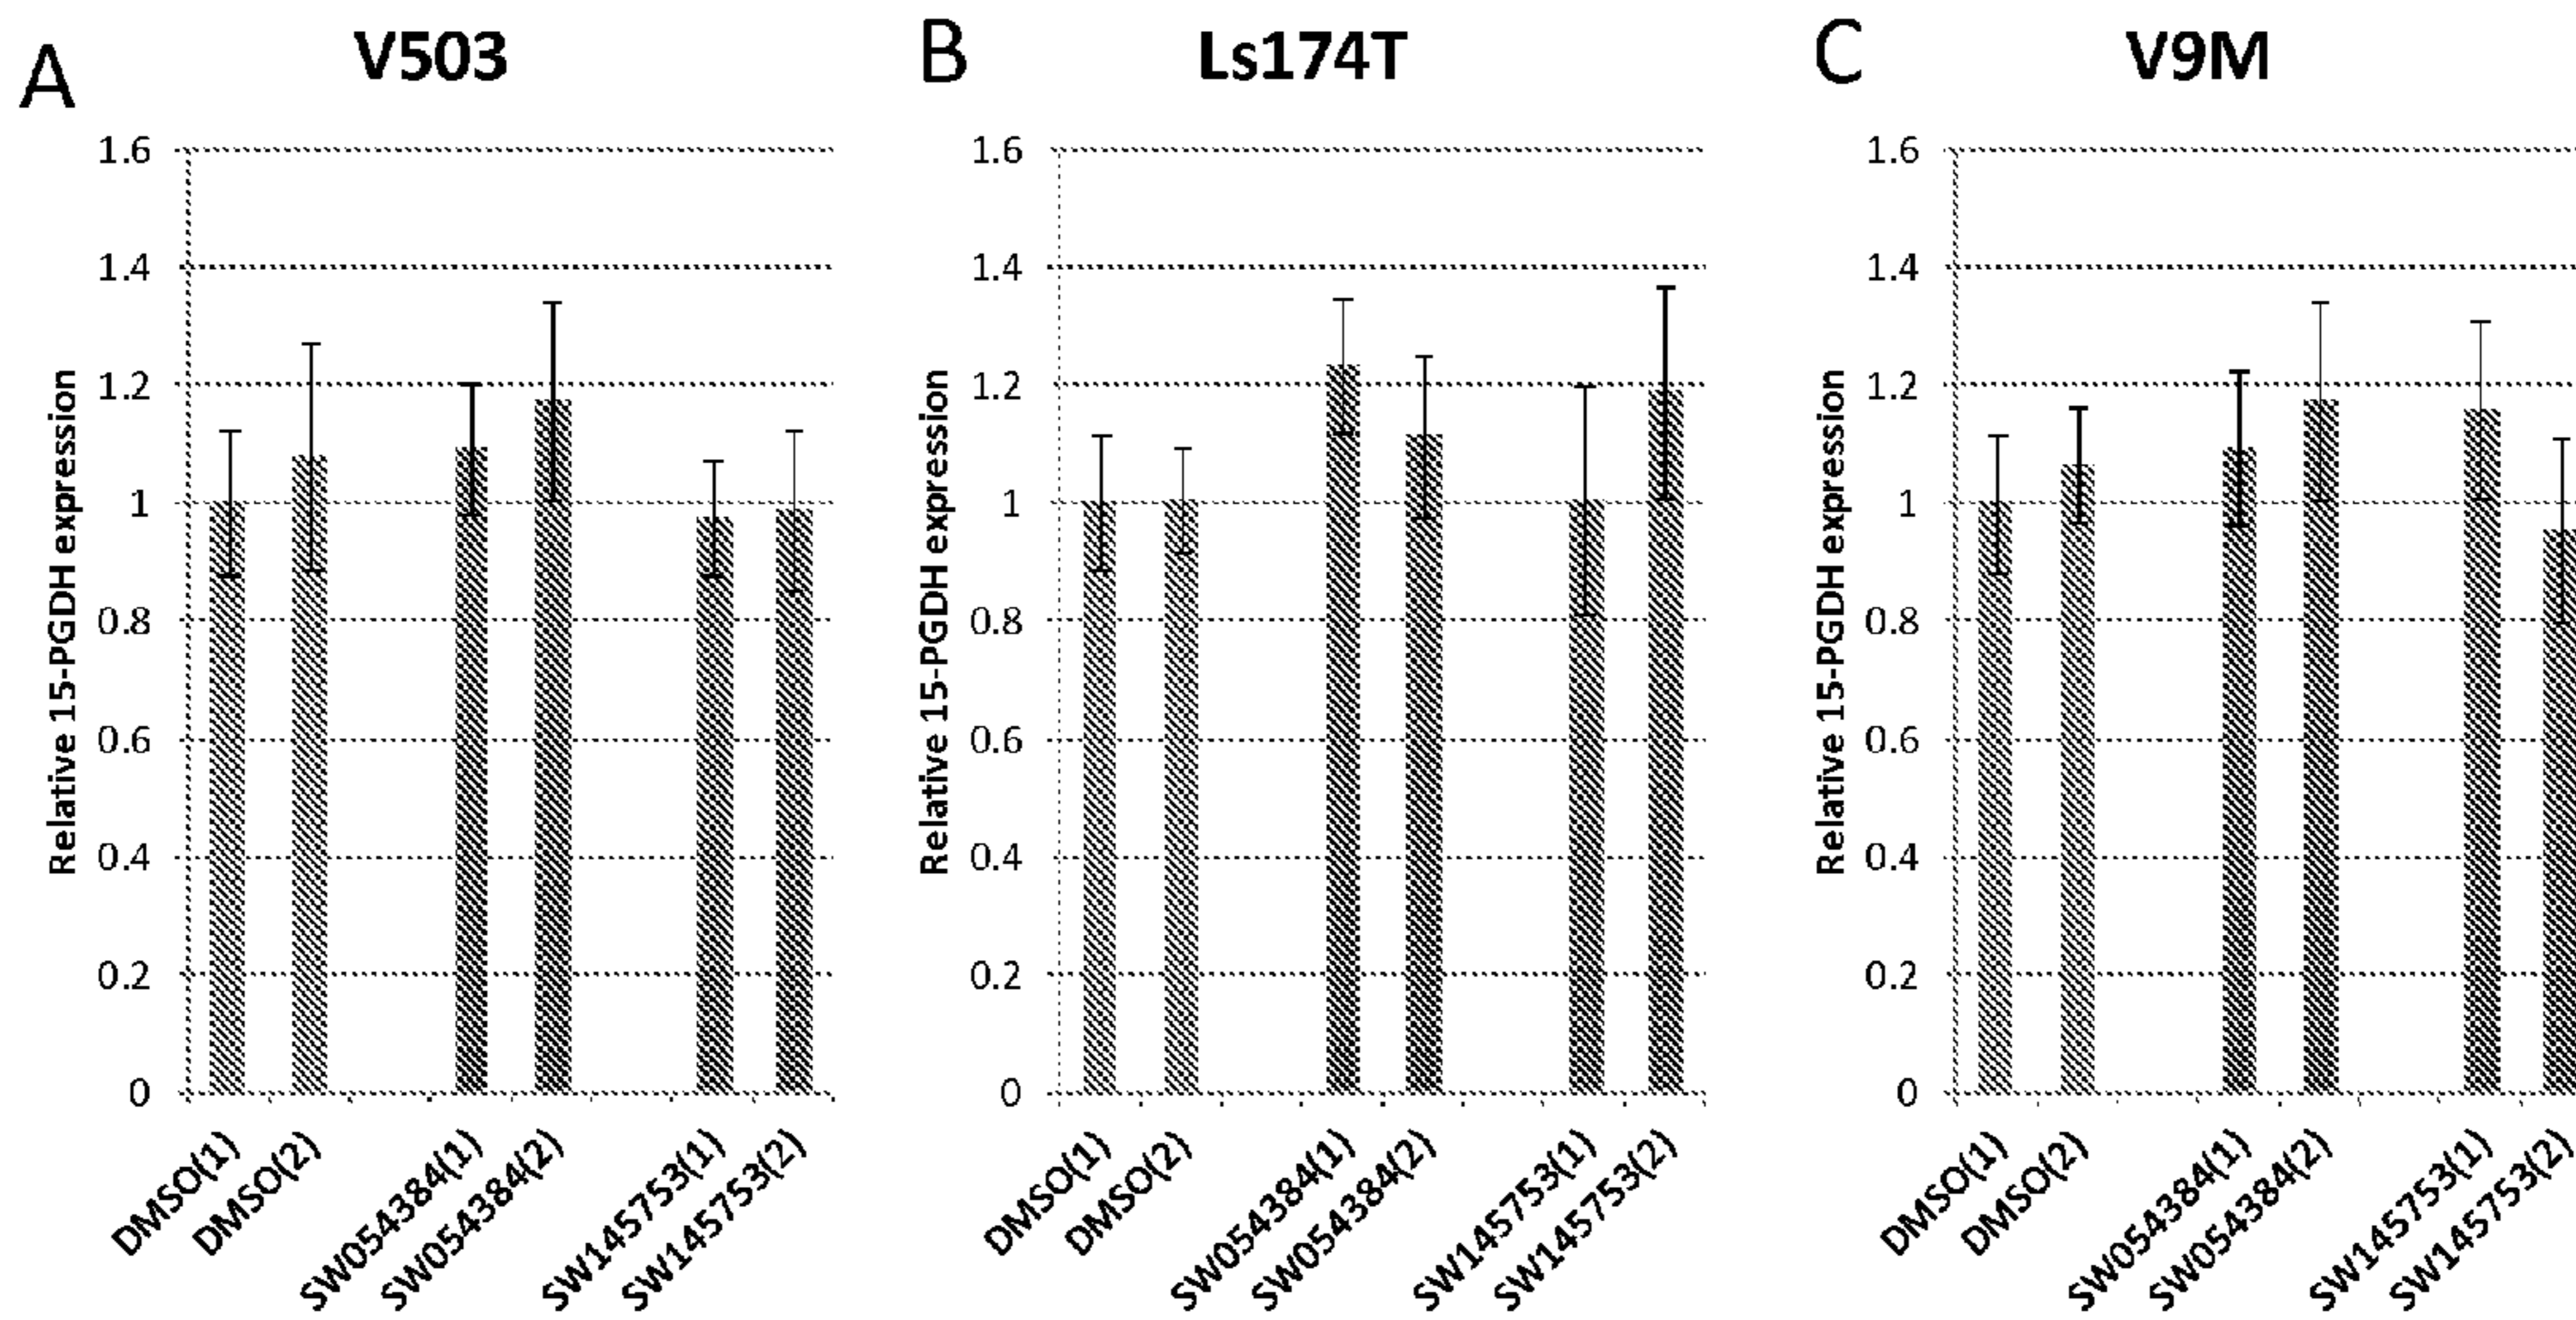 A
V503
Relative 15-PGDH expression
1.6
1.4
1.2
1
0.8
0.6
0.4
0.2
0
DMSO(1)
DMSO(2)
SW054384(1)
SW054384(2)
SW145753(1)
SW145753(2)
B
Ls174T
Relative 15-PGDH expression
1.6
1.4
1.2
1
0.8
0.6
0.4
0.2
0
DMSO(1)
DMSO(2)
SW054384(1)
SW054384(2)
SW145753(1)
SW145753(2)
C
V9M
Relative 15-PGDH expression
1.6
1.4
1.2
1
0.8
0.6
0.4
0.2
0
DMSO(1)
DMSO(2)
SW054384(1)
SW054384(2)
SW145753(1)
SW145753(2)